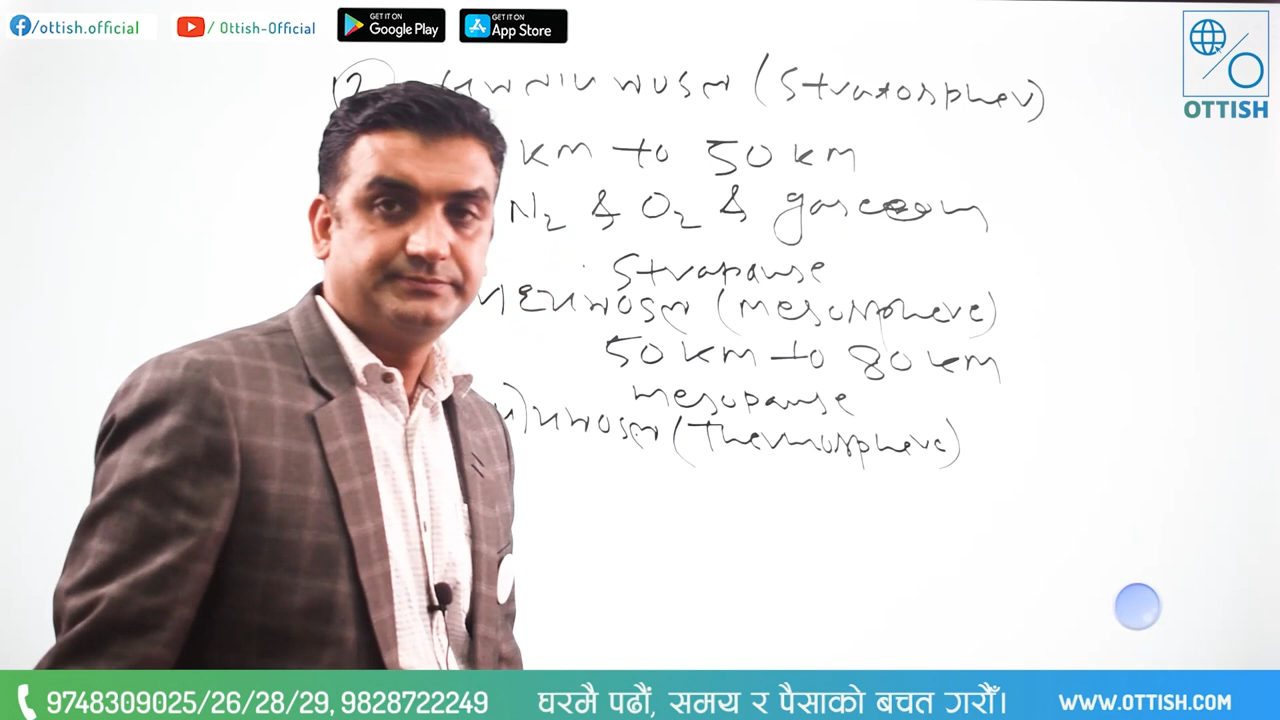 /ottish.official
/ Ottish-Official
GET IT ON
Google Play
GET IT ON
App Store
OTTISH
(Stratospher)
km to 50 km
N₂ & O₂ &
Strapause
(Mesosphere)
50 km to 80 km
mesopause
(Thermosphere)
9748309025/26/28/29, 9828722249
घरमै पढौं, समय र पैसाको बचत गरौँ।
WWW.OTTISH.COM